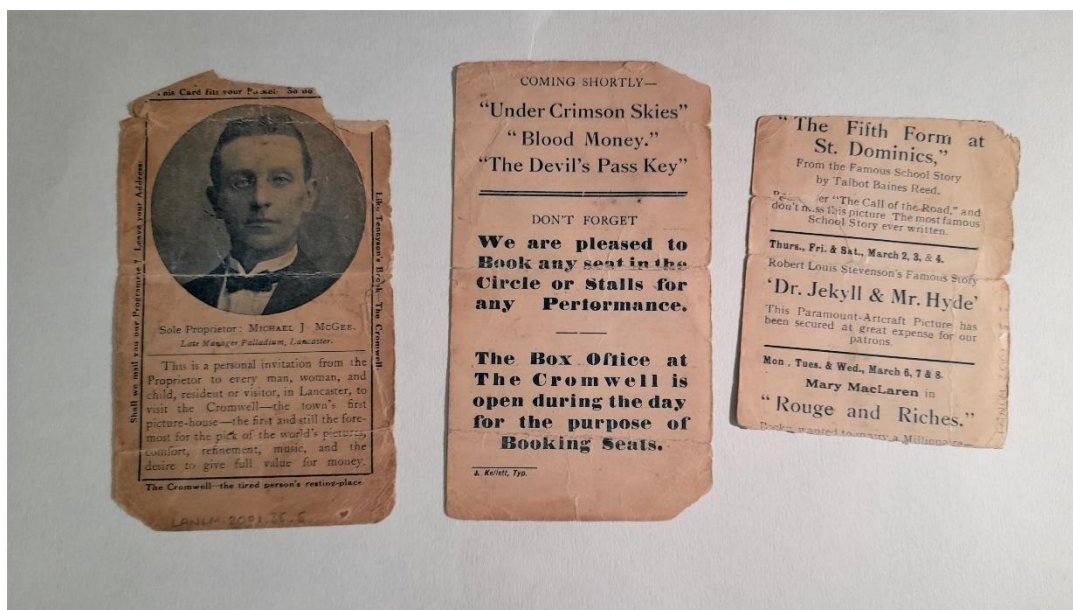 This Card fits your Pocket: So do
Shall we mail you our Programme? Leave your Address:
Like Tennyson's Brook The Cromwell
Sole Proprietor: MICHAEL J McGEE.
Late Manager Palladium, Lancaster.
This is a personal invitation from the
Proprietor to every man, woman, and
child, resident or visitor, in Lancaster, to
visit the Cromwell—the town's first
picture-house—the first and still the fore-
most for the pick of the world's pictures,
comfort, refinement, music, and the
desire to give full value for money.
The Cromwell—the tired person's resting-place
LANLM.2001.35.5
COMING SHORTLY—
"Under Crimson Skies"
"Blood Money."
"The Devil's Pass Key"
DON'T FORGET
We are pleased to
Book any seat in the
Circle or Stalls for
any Performance.
The Box Office at
The Cromwell is
open during the day
for the purpose of
Booking Seats.
J. Kellett, Typ.
"The Fifth Form at
St. Dominics,"
From the Famous School Story
by Talbot Baines Reed.
"The Call of the Road," and
don't miss this picture. The most famous
School Story ever written.
Thurs., Fri. & Sat., March 2, 3, & 4.
Robert Louis Stevenson's Famous Story
'Dr. Jekyll & Mr. Hyde'
This Paramount-Artcraft Picture has
been secured at great expense for our
patrons.
Mon, Tues. & Wed., March 6, 7 & 8.
Mary MacLaren in
"Rouge and Riches."
Becky wanted to marry a Millionaire